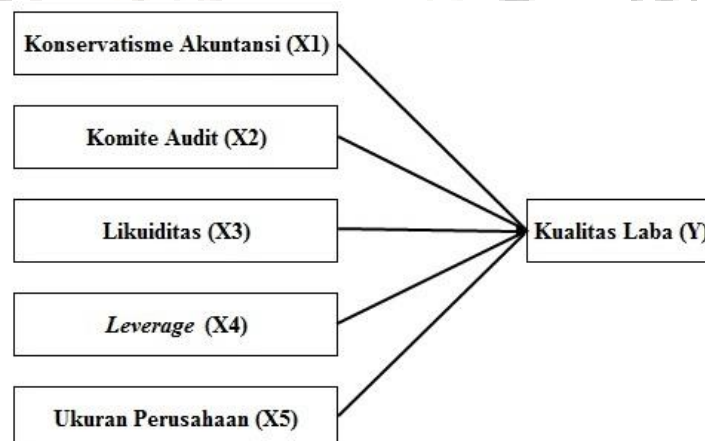 Konservatisme Akuntansi (X1)
Komite Audit (X2)
Likuiditas (X3)
Kualitas Laba (Y)
Leverage (X4)
Ukuran Perusahaan (X5)